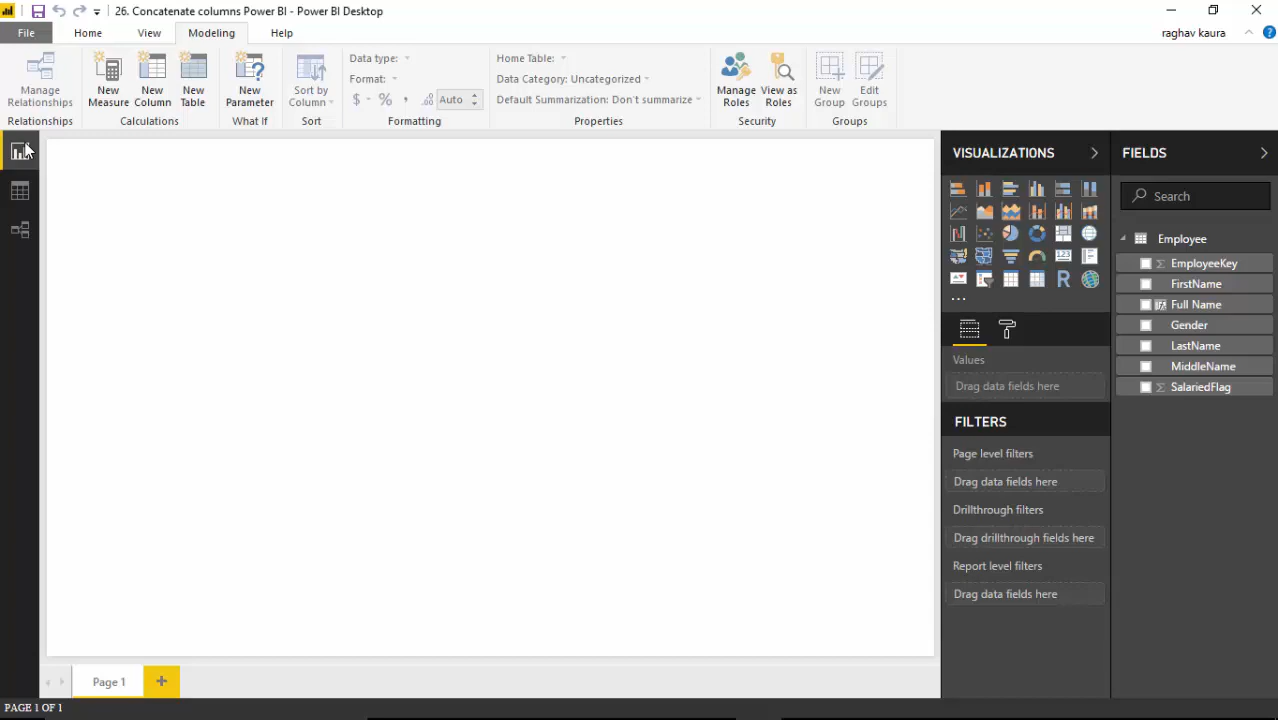 26. Concatenate columns Power BI - Power BI Desktop
File
Home
View
Modeling
Help
raghav kaura
Manage
Relationships
New
Measure
New
Column
New
Table
New
Parameter
Sort by
Column
Data type:
Format:
$ % , Auto
Home Table:
Data Category: Uncategorized
Default Summarization: Don't summarize
Manage
Roles
View as
Roles
New
Group
Edit
Groups
Relationships
Calculations
What If
Sort
Formatting
Properties
Security
Groups
VISUALIZATIONS
R
Values
Drag data fields here
FILTERS
Page level filters
Drag data fields here
Drillthrough filters
Drag drillthrough fields here
Report level filters
Drag data fields here
FIELDS
Search
Employee
Σ EmployeeKey
FirstName
Full Name
Gender
LastName
MiddleName
Σ SalariedFlag
Page 1
PAGE 1 OF 1